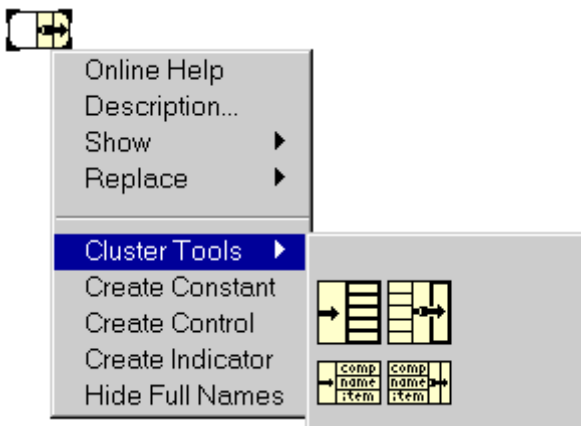 Online Help
Description...
Show
Replace
Cluster Tools
Create Constant
Create Control
Create Indicator
Hide Full Names
comp comp
name name
item item